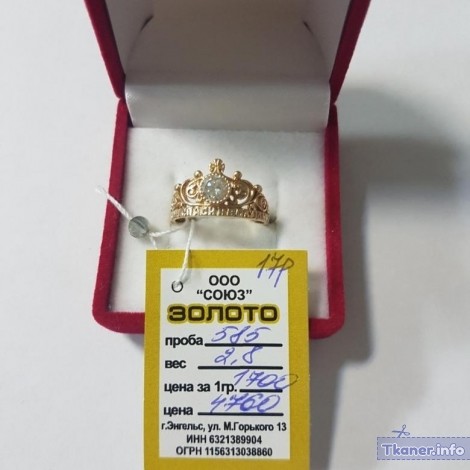 17р
ООО
"СОЮЗ"
ЗОЛОТО
проба 585
вес 2,8
цена за 1гр. 1700
цена 4760
г.Энгельс, ул. М.Горького 13
ИНН 6321389904
ОГРН 1156313038860
Tkaner.info